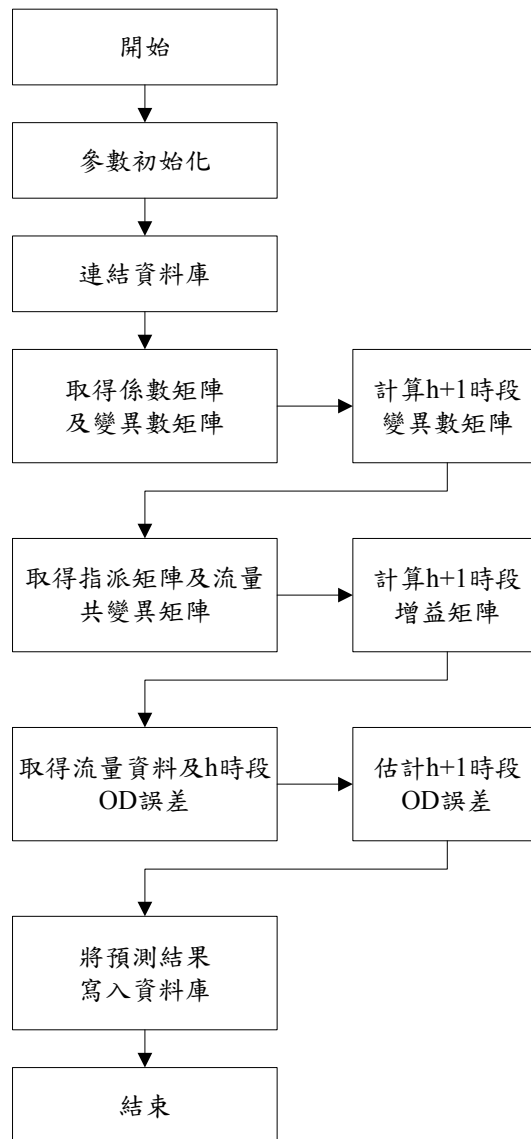 開始
參數初始化
連結資料庫
取得係數矩陣
及變異數矩陣
計算h+1時段
變異數矩陣
取得指派矩陣及流量
共變異矩陣
計算h+1時段
增益矩陣
取得流量資料及h時段
OD誤差
估計h+1時段
OD誤差
將預測結果
寫入資料庫
結束